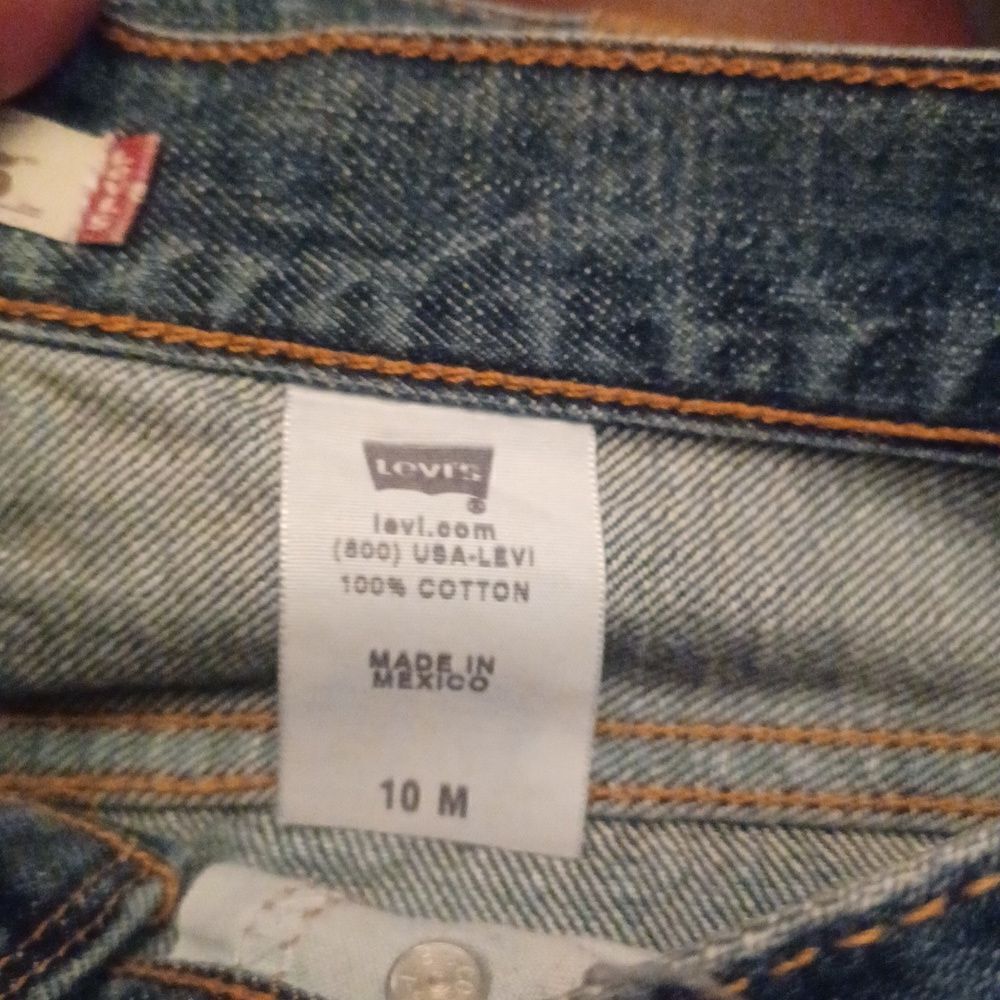 Levi's
levi.com
(800) USA-LEVI
100% COTTON
MADE IN
MEXICO
10 M